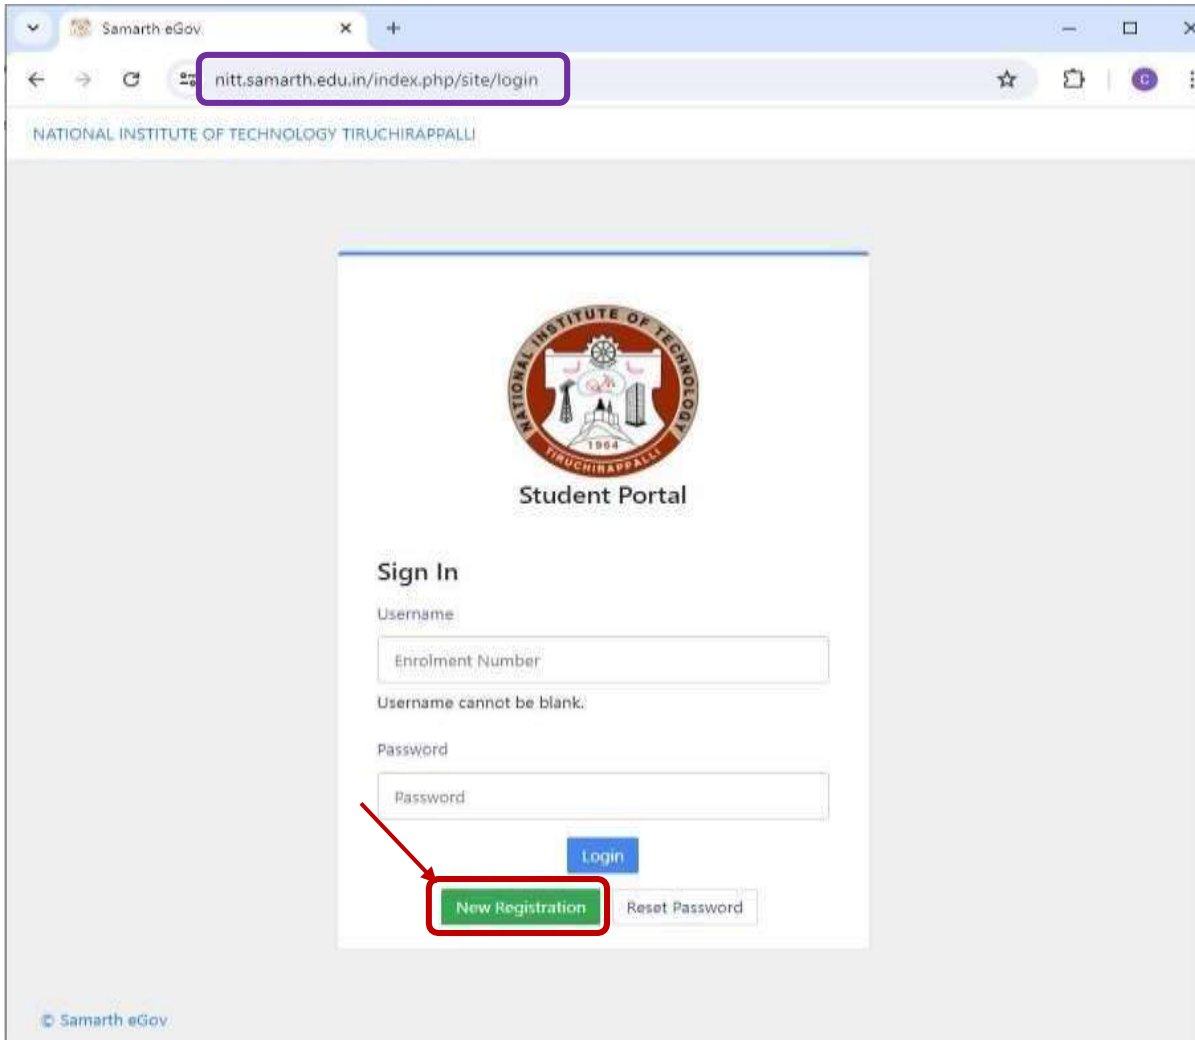 Samarth eGov
nitt.samarth.edu.in/index.php/site/login
C
NATIONAL INSTITUTE OF TECHNOLOGY TIRUCHIRAPPALLI
NATIONAL INSTITUTE OF TECHNOLOGY
1964
TIRUCHIRAPPALLI
Student Portal
Sign In
Username
Enrolment Number
Username cannot be blank.
Password
Password
Login
New Registration Reset Password
© Samarth eGov